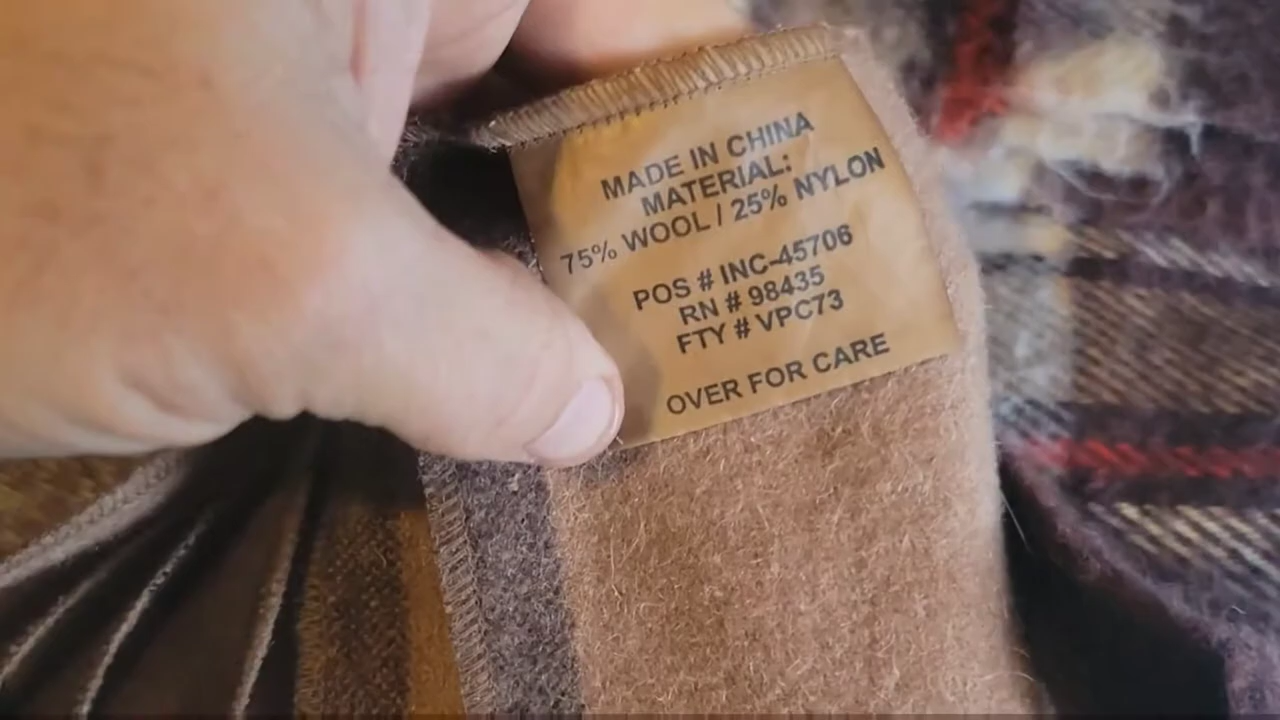 MADE IN CHINA
MATERIAL:
75% WOOL / 25% NYLON
POS # INC-45706
RN # 98435
FTY # VPC73
OVER FOR CARE